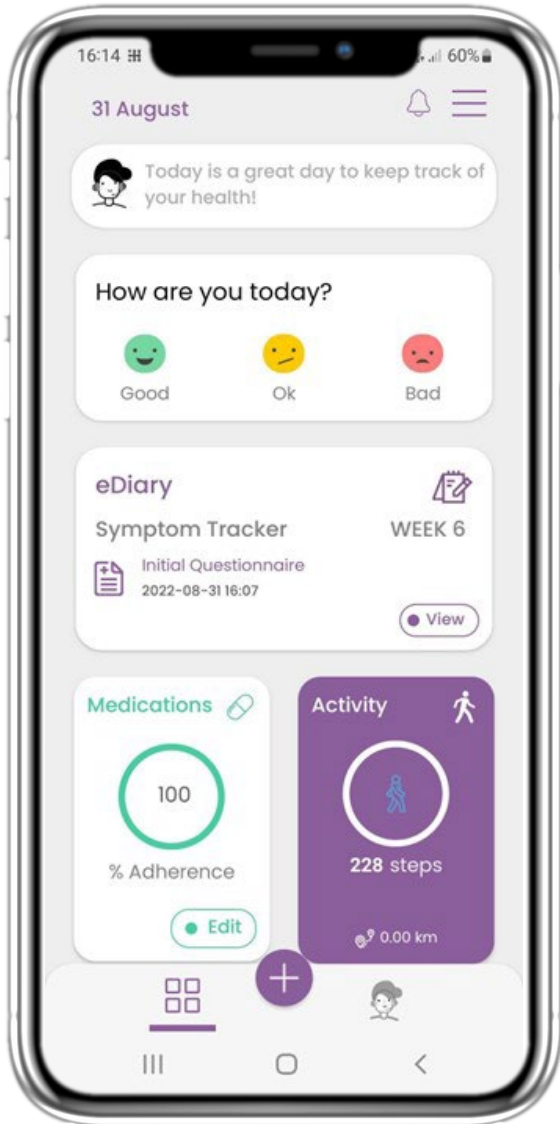 16:14
60%
31 August
Today is a great day to keep track of
your health!
How are you today?
Good Ok Bad
eDiary
Symptom Tracker WEEK 6
Initial Questionnaire
2022-08-31 16:07
View
Medications Activity
100
% Adherence
228 steps
Edit
0.00 km